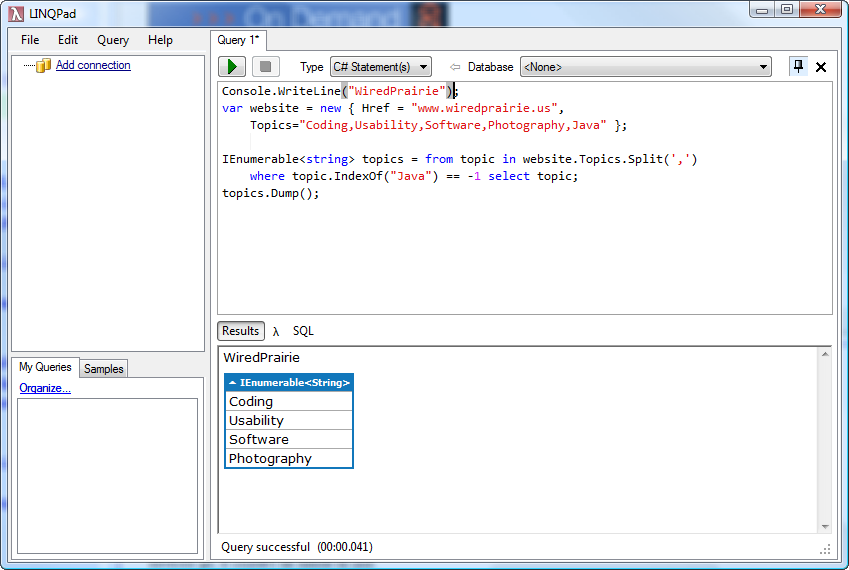 LINQPad
On Demand
File Edit Query Help
Query 1*
Add connection
Type C# Statement(s) Database <None>
Console.WriteLine("WiredPrairie");
var website = new { Href = "www.wiredprairie.us",
    Topics="Coding,Usability,Software,Photography,Java" };
IEnumerable<string> topics = from topic in website.Topics.Split(',')
    where topic.IndexOf("Java") == -1 select topic;
topics.Dump();
Results λ SQL
WiredPrairie
IEnumerable<String>
Coding
Usability
Software
Photography
My Queries Samples
Organize...
Query successful (00:00.041)